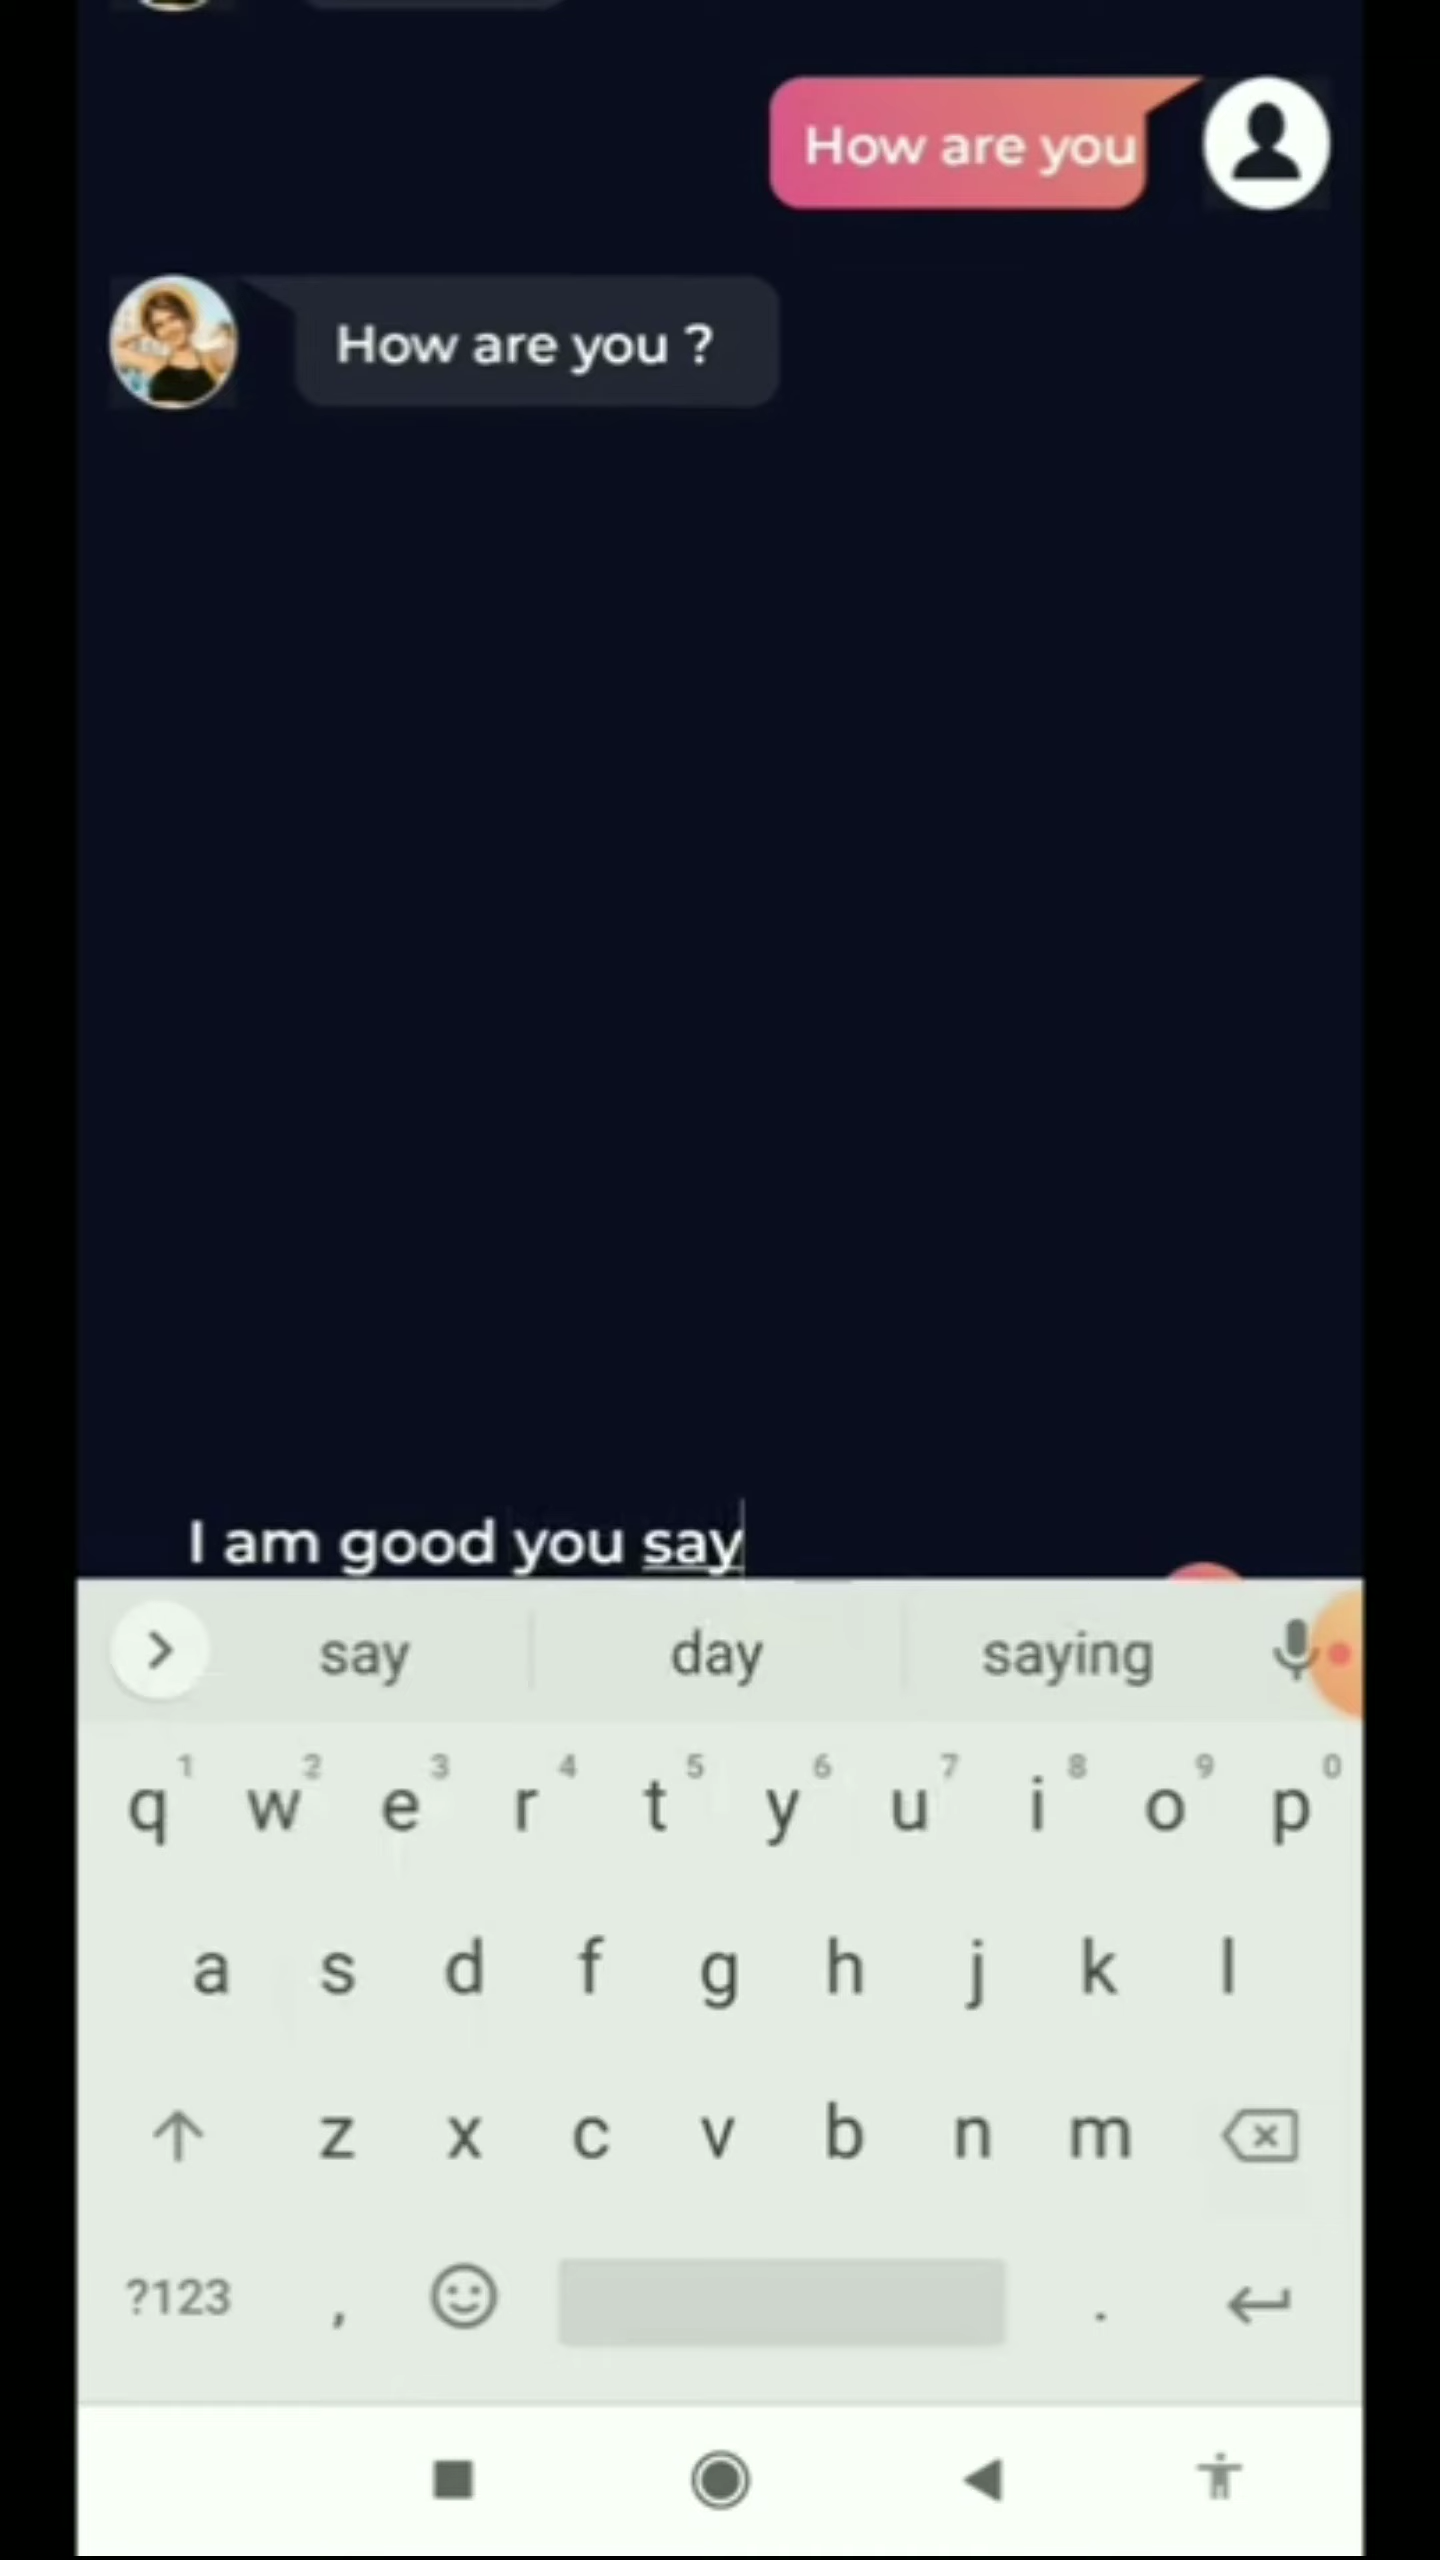 How are you
How are you ?
I am good you say
say day saying
1 2 3 4 5 6 7 8 9 0
q w e r t y u i o p
a s d f g h j k l
z x c v b n m
?123 , .